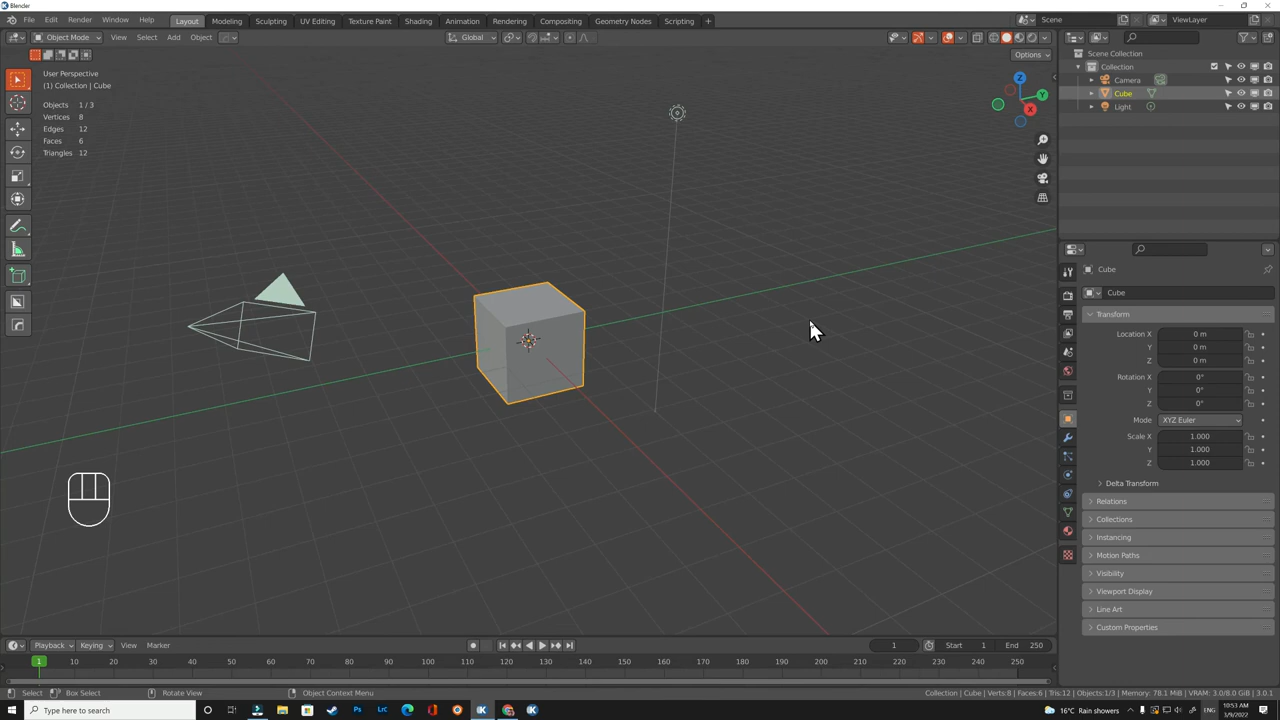 Blender
File Edit Render Window Help Layout Modeling Sculpting UV Editing Texture Paint Shading Animation Rendering Compositing Geometry Nodes Scripting + Scene ViewLayer
Object Mode View Select Add Object Global
Options
User Perspective
(1) Collection | Cube
Objects 1 / 3
Vertices 8
Edges 12
Faces 6
Triangles 12
Z
Y
X
Scene Collection
Collection
Camera
Cube
Light
Cube
Cube
Transform
Location X 0 m
Y 0 m
Z 0 m
Rotation X 0°
Y 0°
Z 0°
Mode XYZ Euler
Scale X 1.000
Y 1.000
Z 1.000
Delta Transform
Relations
Collections
Instancing
Motion Paths
Visibility
Viewport Display
Line Art
Custom Properties
Playback Keying View Marker 1 Start 1 End 250
1 10 20 30 40 50 60 70 80 90 100 110 120 130 140 150 160 170 180 190 200 210 220 230 240 250
Select Box Select Rotate View Object Context Menu Collection | Cube | Verts:8 | Faces:6 | Tris:12 | Objects:1/3 | Memory: 78.1 MiB | VRAM: 3.0/8.0 GiB | 3.0.1
Type here to search Ps Lrc 16°C Rain showers ENG 10:53 AM
3/9/2022